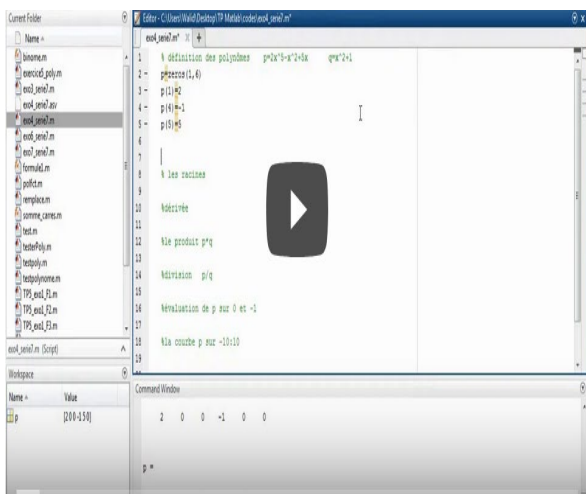 Current Folder
Name
binome.m
exercice5_poly.m
exo3_serie7.m
exo4_serie7.asv
exo4_serie7.m
exo6_serie7.m
exo7_serie7.m
formule1.m
polfct.m
remplace.m
somme_carres.m
test.m
testerPoly.m
testpoly.m
testpolynome.m
TP5_exo1_F1.m
TP5_exo1_F2.m
TP5_exo1_F3.m
exo4_serie7.m (Script)
Workspace
Name Value
p [2 0 0 -1 5 0]
Editor - C:\Users\Walid\Desktop\TP Matlab\codes\exo4_serie7.m*
exo4_serie7.m* × +
1 % définition des polynômes p=2x^5-x^2+5x q=x^2+1
2 - p=zeros(1,6)
3 - p(1)=2
4 - p(4)=-1
5 - p(5)=5
6
7
8 % les racines
9
10 %dérivée
11
12 %le produit p*q
13
14 %division p/q
15
16 %évaluation de p sur 0 et -1
17
18 %la courbe p sur -10:10
19
Command Window
2 0 0 -1 0 0
p =